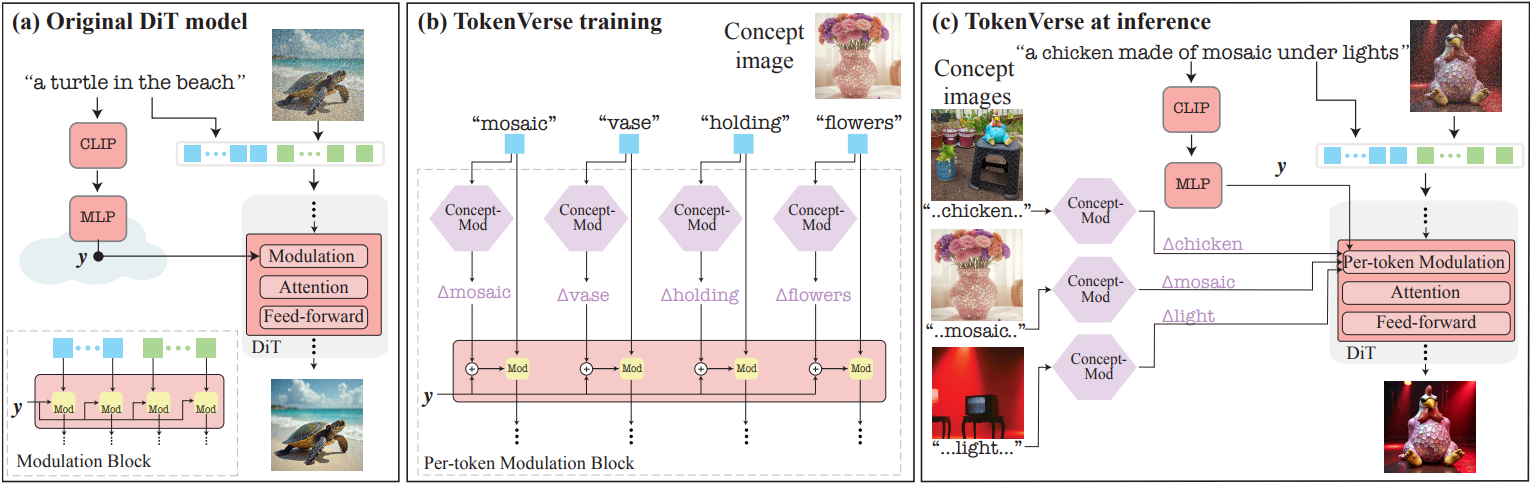 (a) Original DiT model
“a turtle in the beach”
CLIP
MLP
y
Modulation
Attention
Feed-forward
DiT
y
Mod
Mod
Mod
Mod
Modulation Block
(b) TokenVerse training
Concept
image
“mosaic”
“vase”
“holding”
“flowers”
Concept-
Mod
Concept-
Mod
Concept-
Mod
Concept-
Mod
Δmosaic
Δvase
Δholding
Δflowers
Mod
Mod
Mod
Mod
y
Per-token Modulation Block
(c) TokenVerse at inference
“a chicken made of mosaic under lights”
Concept
images
CLIP
MLP
y
“..chicken..”
Concept-
Mod
Δchicken
“..mosaic..”
Concept-
Mod
Δmosaic
“...light...”
Concept-
Mod
Δlight
Per-token Modulation
Attention
Feed-forward
DiT